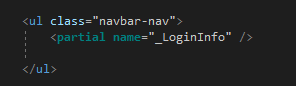 <ul class="navbar-nav">
<partial name="_LoginInfo" />
</ul>